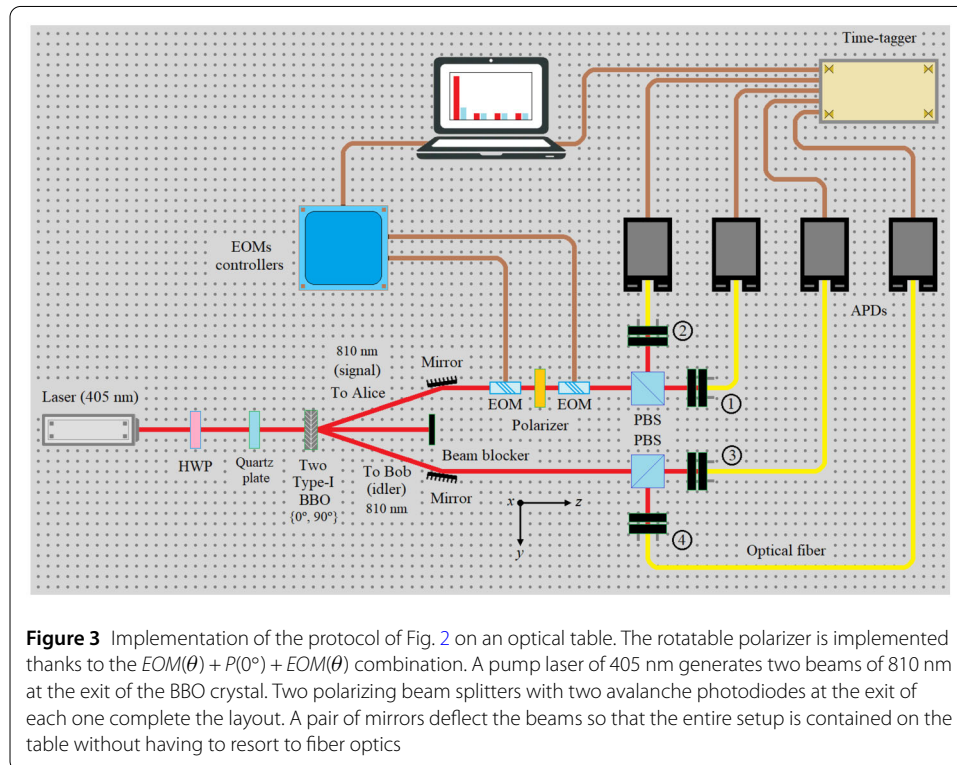 Time-tagger
EOMs
controllers
APDs
2
810 nm
(signal)
To Alice
Mirror
Laser (405 nm)
EOM
EOM
Polarizer
PBS
1
PBS
HWP
Quartz
plate
Two
Type-I
BBO
{0°, 90°}
To Bob
(idler)
810 nm
Beam blocker
Mirror
3
x
z
y
4
Optical fiber
Figure 3 Implementation of the protocol of Fig. 2 on an optical table. The rotatable polarizer is implemented
thanks to the EOM(θ) + P(0°) + EOM(θ) combination. A pump laser of 405 nm generates two beams of 810 nm
at the exit of the BBO crystal. Two polarizing beam splitters with two avalanche photodiodes at the exit of
each one complete the layout. A pair of mirrors deflect the beams so that the entire setup is contained on the
table without having to resort to fiber optics